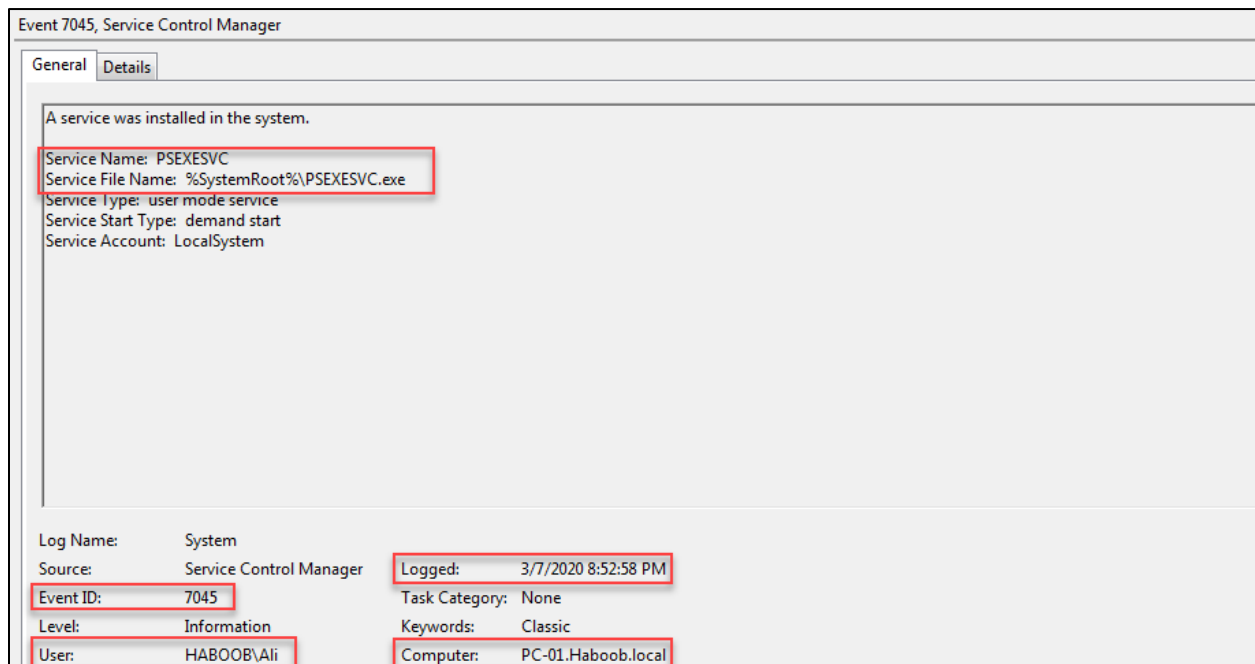 Event 7045, Service Control Manager
General Details
A service was installed in the system.
Service Name: PSEXESVC
Service File Name: %SystemRoot%\PSEXESVC.exe
Service Type: user mode service
Service Start Type: demand start
Service Account: LocalSystem
Log Name: System
Source: Service Control Manager Logged: 3/7/2020 8:52:58 PM
Event ID: 7045 Task Category: None
Level: Information Keywords: Classic
User: HABOOB\Ali Computer: PC-01.Haboob.local